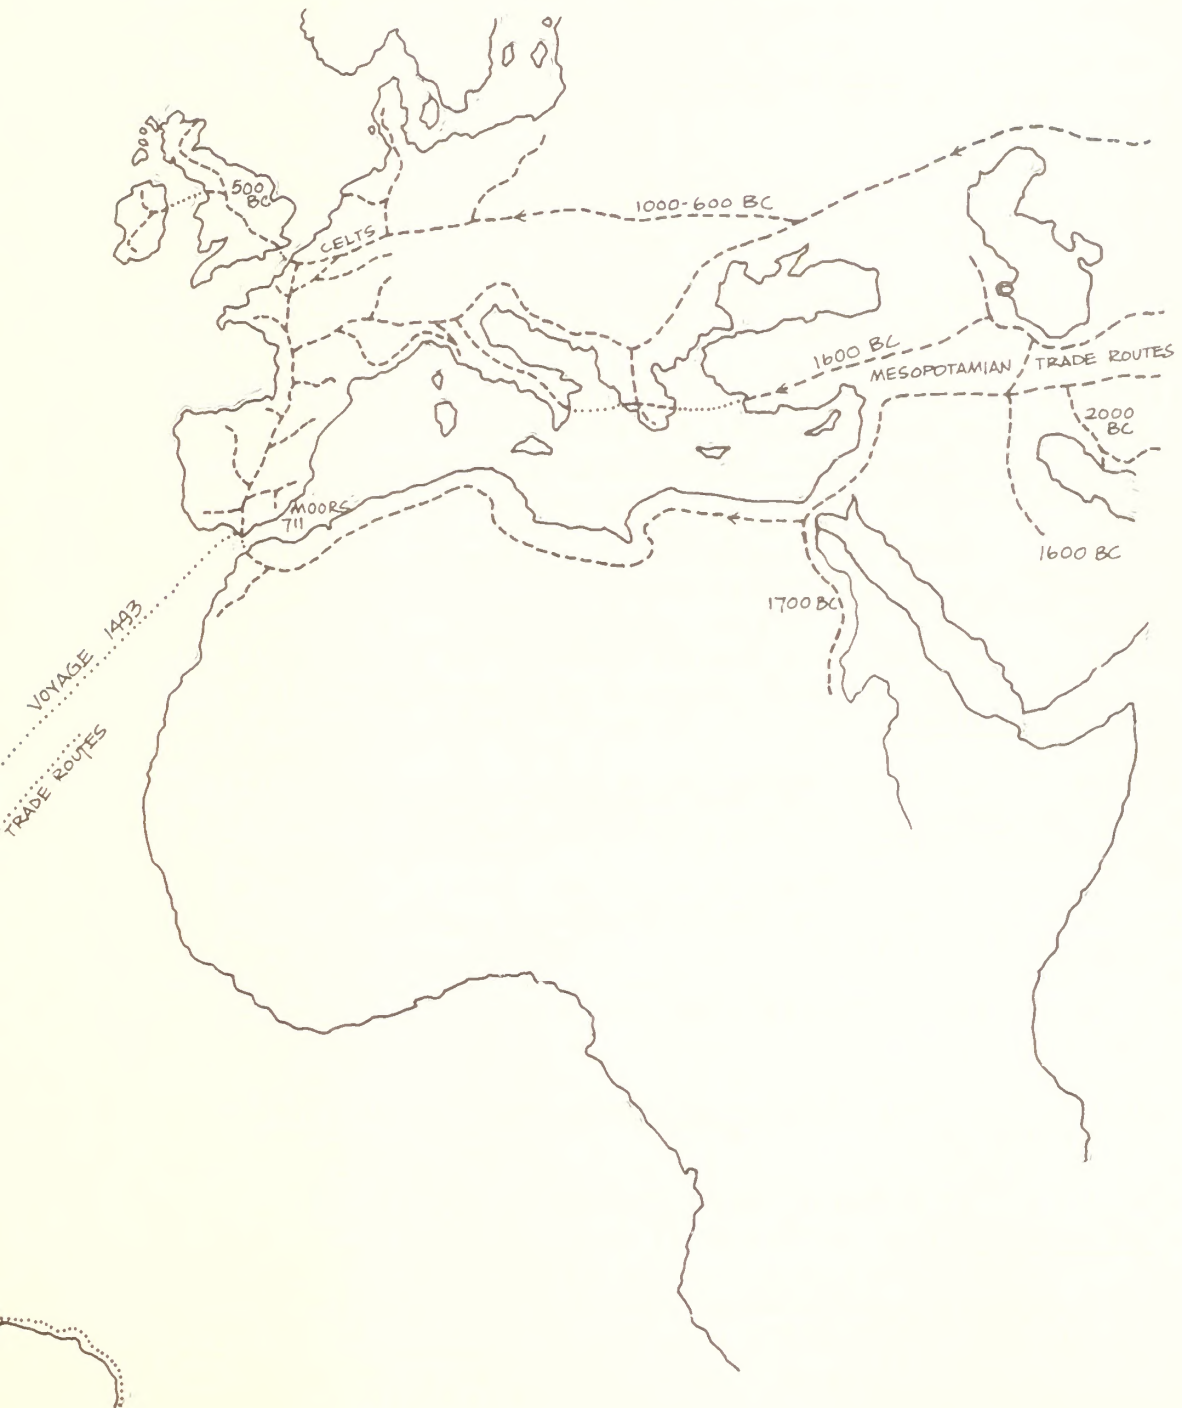 500
BC
1000-600 BC
CELTS
1600 BC
MESOPOTAMIAN TRADE ROUTES
2000
BC
MOORS
711
1600 BC
1700 BC
VOYAGE 1493
TRADE ROUTES